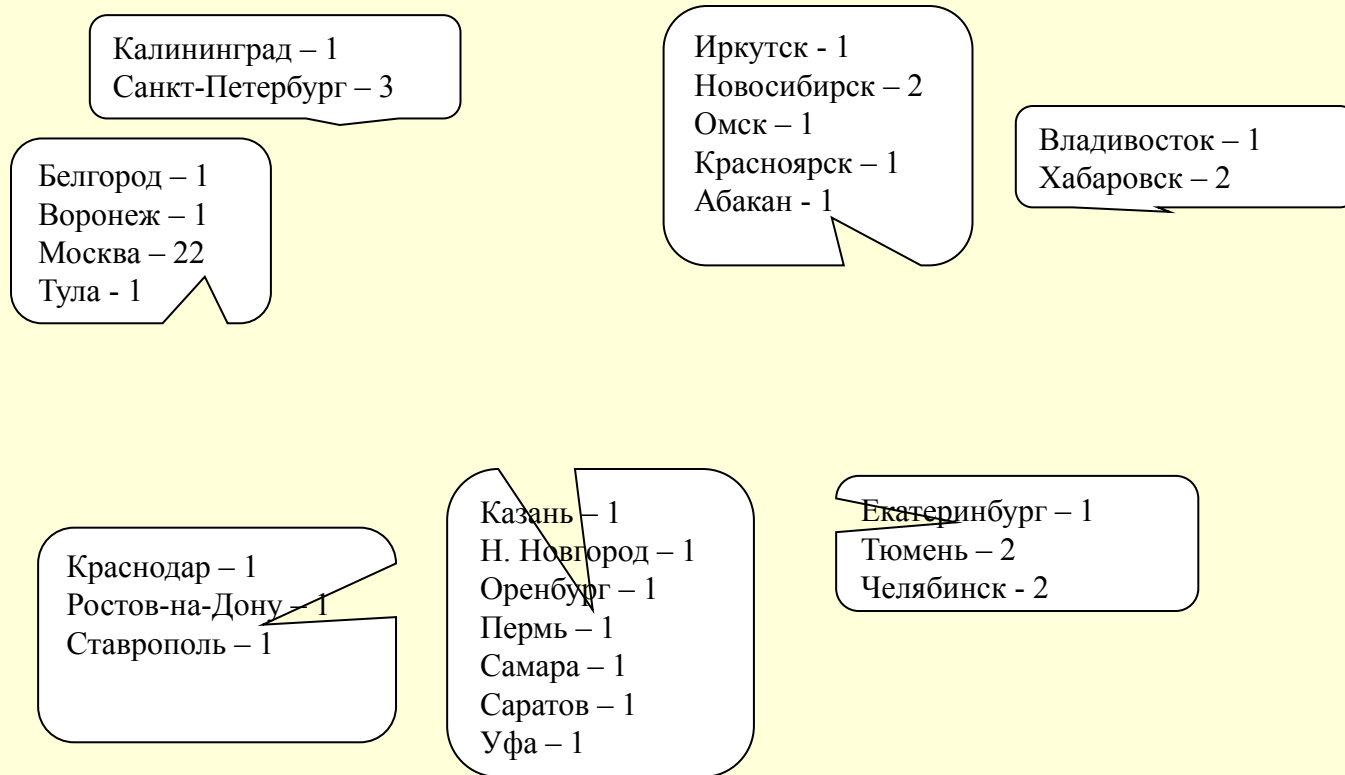 Калининград – 1
Санкт-Петербург – 3
Иркутск - 1
Новосибирск – 2
Омск – 1
Красноярск – 1
Абакан - 1
Владивосток – 1
Хабаровск – 2
Белгород – 1
Воронеж – 1
Москва – 22
Тула - 1
Краснодар – 1
Ростов-на-Дону – 1
Ставрополь – 1
Казань – 1
Н. Новгород – 1
Оренбург – 1
Пермь – 1
Самара – 1
Саратов – 1
Уфа – 1
Екатеринбург – 1
Тюмень – 2
Челябинск - 2